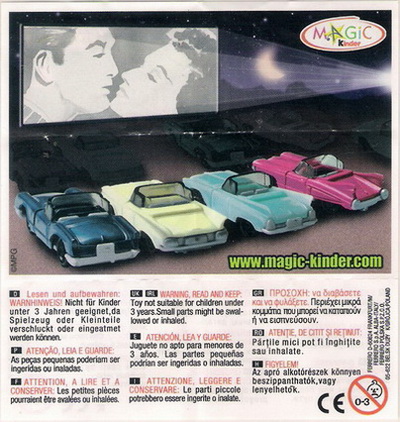 MAGiC
Kinder
©MPG
www.magic-kinder.com
D Lesen und aufbewahren:
WARNHINWEIS! Nicht für Kinder
unter 3 Jahren geeignet,da
Spielzeug oder Kleinteile
verschluckt oder eingeatmet
werden können.
P ATENÇÃO, LEIA E GUARDE:
As peças pequenas poderiam ser
ingeridas ou inaladas.
F ATTENTION, A LIRE ET A
CONSERVER: Les petites pièces
pourraient être avalées ou inhalées.
GB IRL WARNING, READ AND KEEP:
Toy not suitable for children under
3 years.Small parts might be swal-
lowed or inhaled.
E ATENCIÓN, LEA Y GUARDE:
Juguete no apto para menores de
3 años. Las partes pequeñas
podrían ser ingeridas o inhaladas.
I ATTENZIONE, LEGGERE E
CONSERVARE: Le parti piccole
potrebbero essere ingerite o inalate.
GR ΠΡΟΣΟΧΗ: να διαβάσετε
και να φυλάξετε. Περιέχει μικρά
κομμάτια που μπορεί να καταποθούν
ή να εισπνεύσουν.
RO ATENŢIE, DE CITIT ŞI REŢINUT:
Părţile mici pot fi înghiţite
sau inhalate.
H FIGYELEM!
Az apró alkotórészek könnyen
beszippanthatók,vagy
lenyelhetők.
CE
0-3